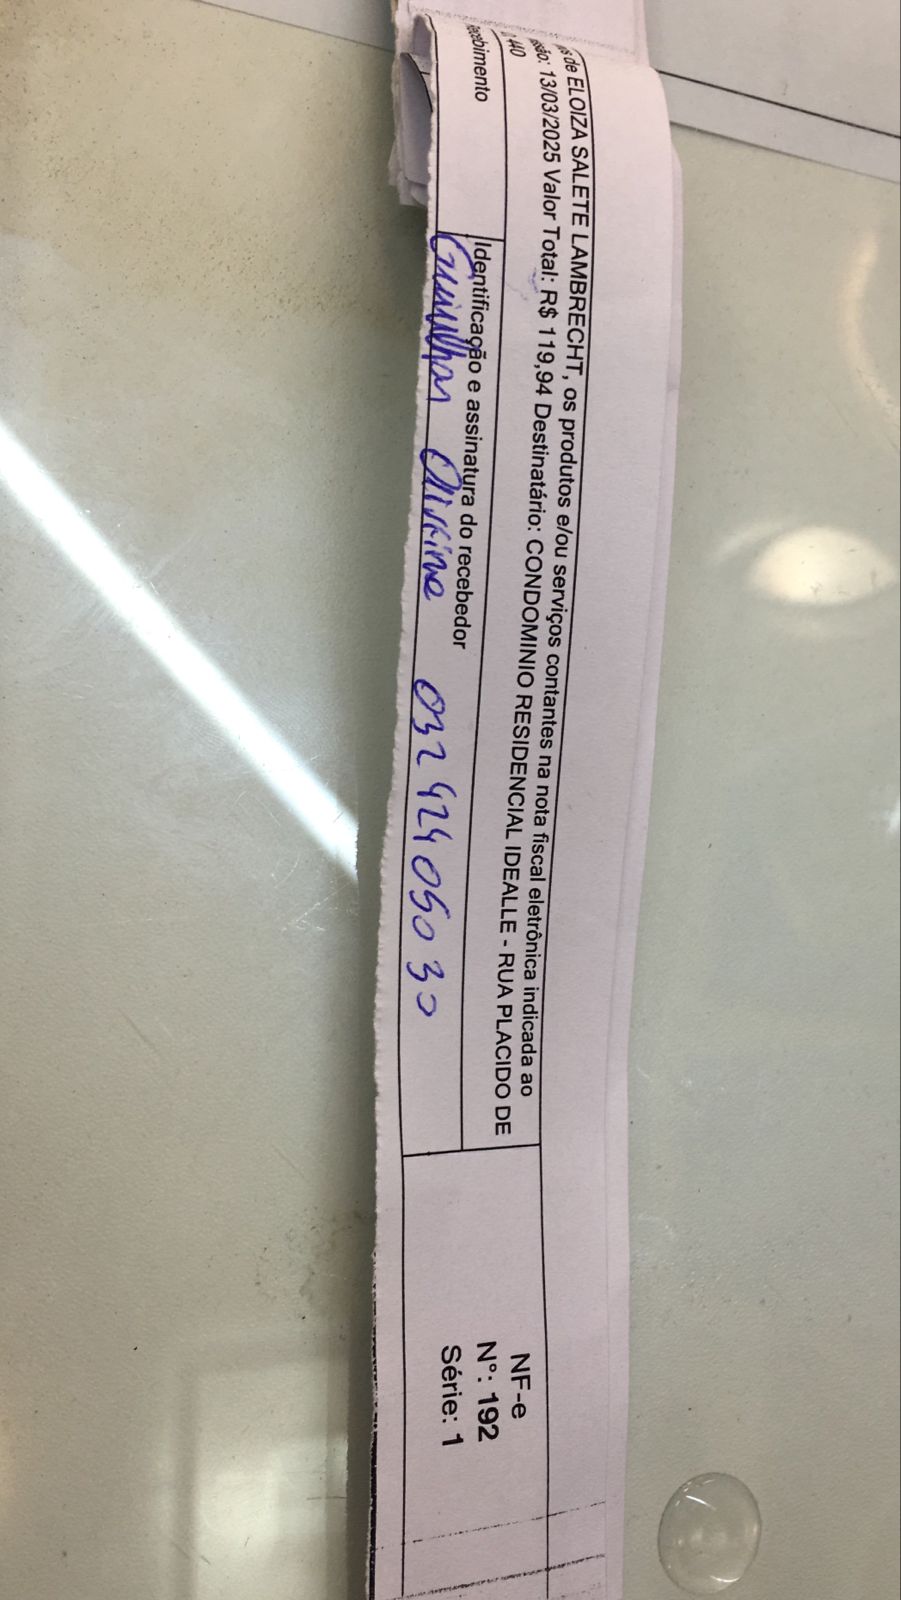 de ELOIZA SALETE LAMBRECHT, os produtos e/ou serviços contantes na nota fiscal eletrônica indicada ao
13/03/2025 Valor Total: R$ 119,94 Destinatário: CONDOMINIO RESIDENCIAL IDEALLE - RUA PLACIDO DE
440
Identificação e assinatura do recebedor
032 424 050 30
NF-e
Nº: 192
Série: 1